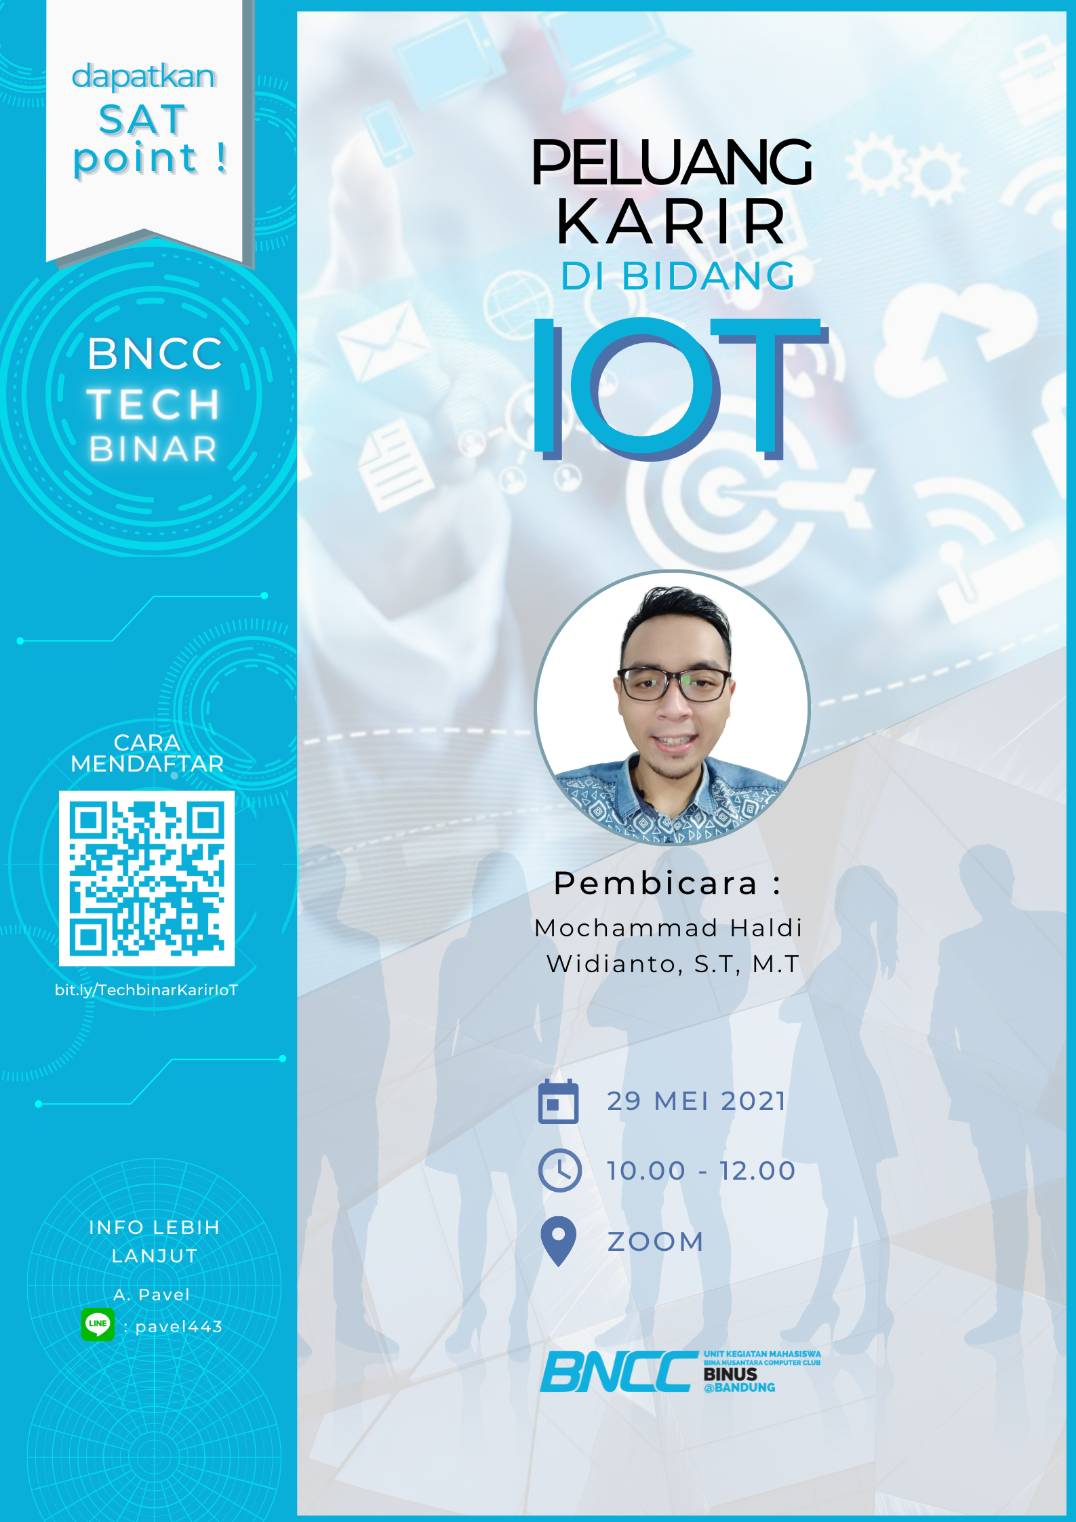 dapatkan
SAT
point !
BNCC
TECH
BINAR
CARA
MENDAFTAR
bit.ly/TechbinarKarirIoT
INFO LEBIH
LANJUT
A. Pavel
LINE : pavel443
PELUANG
KARIR
DI BIDANG
IOT
Pembicara :
Mochammad Haldi
Widianto, S.T, M.T
29 MEI 2021
10.00 - 12.00
ZOOM
BNCC
UNIT KEGIATAN MAHASISWA
BINA NUSANTARA COMPUTER CLUB
BINUS
@BANDUNG